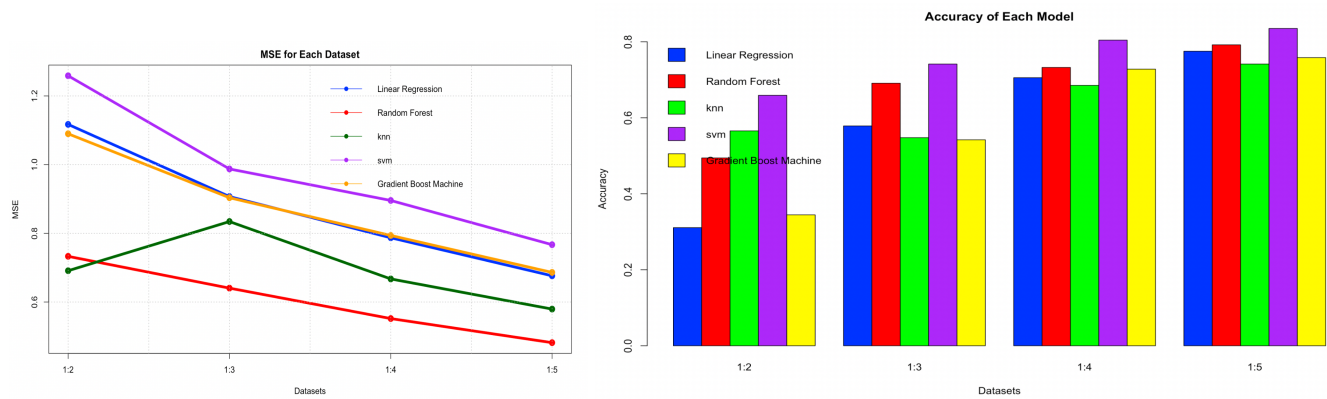 MSE for Each Dataset
1.2
1.0
0.8
0.6
MSE
Linear Regression
Random Forest
knn
svm
Gradient Boost Machine
1:2
1:3
1:4
1:5
Datasets
Accuracy of Each Model
0.8
0.6
0.4
0.2
0.0
Accuracy
Linear Regression
Random Forest
knn
svm
Gradient Boost Machine
1:2
1:3
1:4
1:5
Datasets